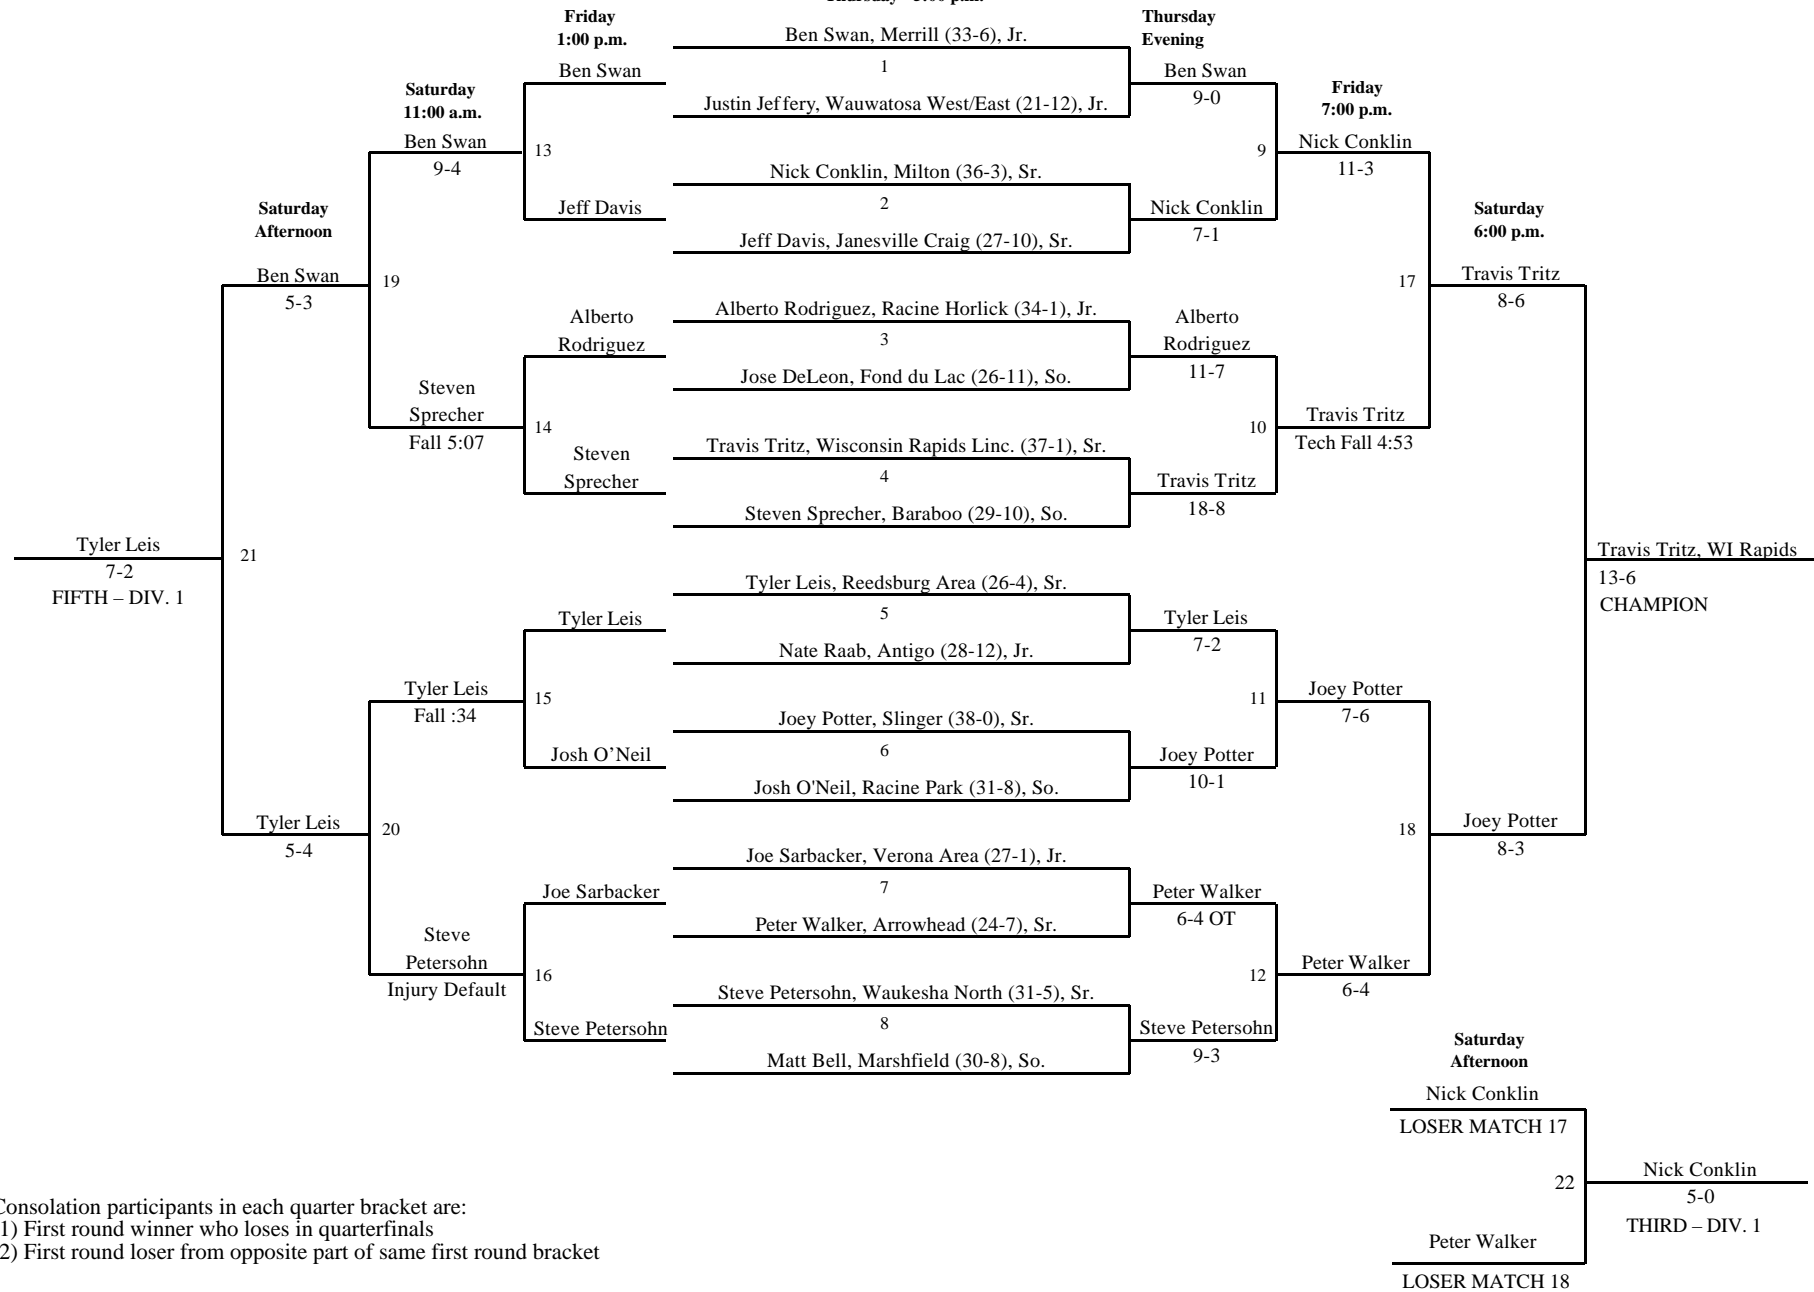 Friday
1:00 p.m.
Thursday
Evening
Saturday
11:00 a.m.
Friday
7:00 p.m.
Saturday
Afternoon
Saturday
6:00 p.m.
Ben Swan, Merrill (33-6), Jr.
1
Justin Jeffery, Wauwatosa West/East (21-12), Jr.
Nick Conklin, Milton (36-3), Sr.
2
Jeff Davis, Janesville Craig (27-10), Sr.
Alberto Rodriguez, Racine Horlick (34-1), Jr.
3
Jose DeLeon, Fond du Lac (26-11), So.
Travis Tritz, Wisconsin Rapids Linc. (37-1), Sr.
4
Steven Sprecher, Baraboo (29-10), So.
Tyler Leis, Reedsburg Area (26-4), Sr.
5
Nate Raab, Antigo (28-12), Jr.
Joey Potter, Slinger (38-0), Sr.
6
Josh O'Neil, Racine Park (31-8), So.
Joe Sarbacker, Verona Area (27-1), Jr.
7
Peter Walker, Arrowhead (24-7), Sr.
Steve Petersohn, Waukesha North (31-5), Sr.
8
Matt Bell, Marshfield (30-8), So.
Ben Swan
9-0
9
Nick Conklin
7-1
Alberto
Rodriguez
11-7
10
Travis Tritz
18-8
Tyler Leis
7-2
11
Joey Potter
10-1
Peter Walker
6-4 OT
12
Steve Petersohn
9-3
Nick Conklin
11-3
17
Travis Tritz
Tech Fall 4:53
Joey Potter
7-6
18
Peter Walker
6-4
Travis Tritz
8-6
Joey Potter
8-3
Travis Tritz, WI Rapids
13-6
CHAMPION
Ben Swan
13
Jeff Davis
Alberto
Rodriguez
14
Steven
Sprecher
Tyler Leis
15
Josh O’Neil
Joe Sarbacker
16
Steve Petersohn
Ben Swan
9-4
19
Steven
Sprecher
Fall 5:07
Tyler Leis
Fall :34
20
Steve
Petersohn
Injury Default
Ben Swan
5-3
21
Tyler Leis
5-4
Tyler Leis
7-2
FIFTH – DIV. 1
Saturday
Afternoon
Nick Conklin
LOSER MATCH 17
22
Peter Walker
LOSER MATCH 18
Nick Conklin
5-0
THIRD – DIV. 1
Consolation participants in each quarter bracket are:
1) First round winner who loses in quarterfinals
2) First round loser from opposite part of same first round bracket